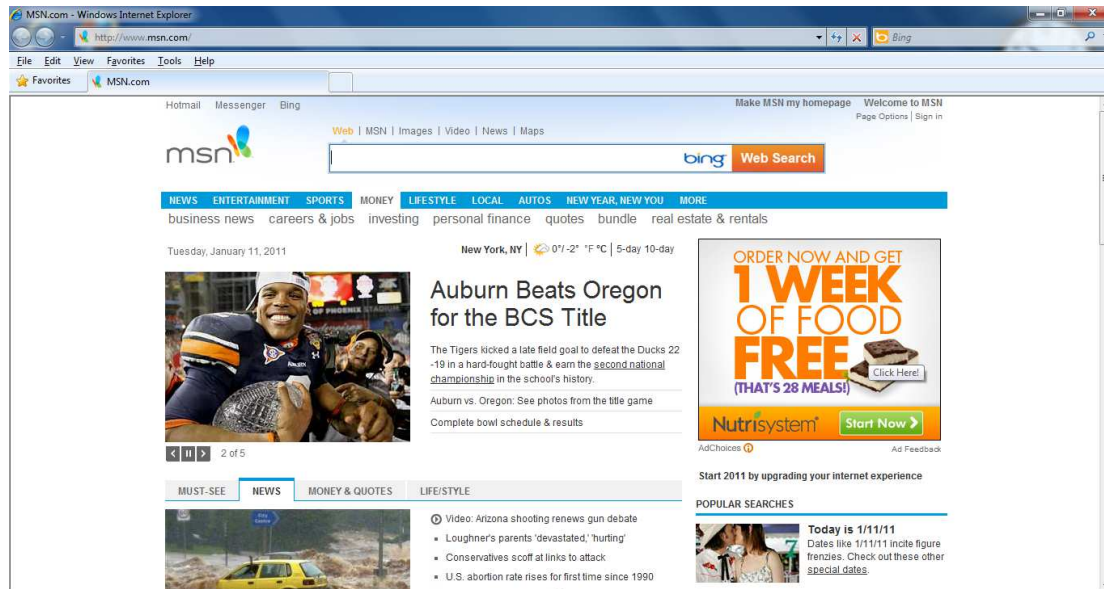 MSN.com - Windows Internet Explorer
http://www.msn.com/
Bing
File Edit View Favorites Tools Help
Favorites MSN.com
Hotmail Messenger Bing
Make MSN my homepage Welcome to MSN
Page Options | Sign in
Web | MSN | Images | Video | News | Maps
msn
bing Web Search
NEWS ENTERTAINMENT SPORTS MONEY LIFESTYLE LOCAL AUTOS NEW YEAR, NEW YOU MORE
business news careers & jobs investing personal finance quotes bundle real estate & rentals
Tuesday, January 11, 2011
New York, NY | 0°/-2° °F °C | 5-day 10-day
OF PHOENIX STADIUM
Auburn Beats Oregon
for the BCS Title
The Tigers kicked a late field goal to defeat the Ducks 22
-19 in a hard-fought battle & earn the second national
championship in the school's history.
Auburn vs. Oregon: See photos from the title game
Complete bowl schedule & results
2 of 5
ORDER NOW AND GET
1 WEEK
OF FOOD
FREE
Click Here!
(THAT'S 28 MEALS!)
Nutrisystem® Start Now
AdChoices Ad Feedback
Start 2011 by upgrading your internet experience
MUST-SEE NEWS MONEY & QUOTES LIFE/STYLE
Video: Arizona shooting renews gun debate
Loughner's parents 'devastated,' 'hurting'
Conservatives scoff at links to attack
U.S. abortion rate rises for first time since 1990
POPULAR SEARCHES
7
Today is 1/11/11
Dates like 1/11/11 incite figure
frenzies. Check out these other
special dates.